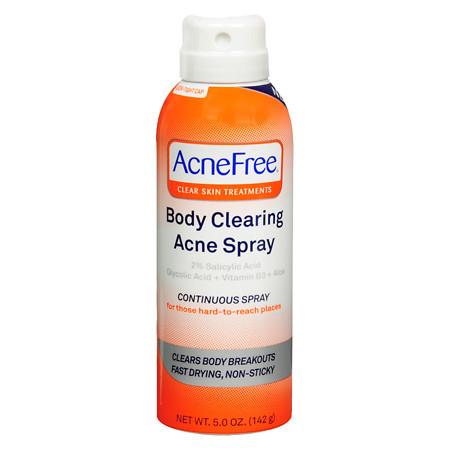 AcneFree®
CLEAR SKIN TREATMENTS
Body Clearing
Acne Spray
2% Salicylic Acid
Glycolic Acid + Vitamin B3 + Aloe
CONTINUOUS SPRAY
for those hard-to-reach places
CLEARS BODY BREAKOUTS
FAST DRYING, NON-STICKY
NET WT. 5.0 OZ. (142 g)